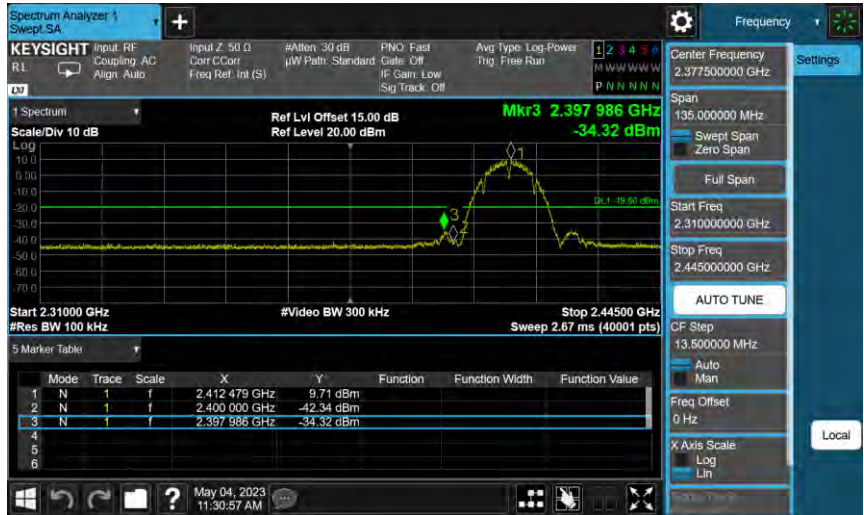 Spectrum Analyzer 1
Swept SA
Frequency
KEYSIGHT
Input: RF
Coupling: AC
Align: Auto
Input Z: 50 Ω
Corr CCorr
Freq Ref: Int (S)
#Atten: 30 dB
µW Path: Standard
PNO: Fast
Gate: Off
IF Gain: Low
Sig Track: Off
Avg Type: Log-Power
Trig: Free Run
1 2 3 4 5 6
M W W W W W
P N N N N N
RL
LXI
Center Frequency
2.377500000 GHz
Settings
1 Spectrum
Scale/Div 10 dB
Ref Lvl Offset 15.00 dB
Ref Level 20.00 dBm
Mkr3 2.397 986 GHz
-34.32 dBm
Log
10.0
0.00
-10.0
-20.0
-30.0
-40.0
-50.0
-60.0
-70.0
1
2
3
Start 2.31000 GHz
#Res BW 100 kHz
#Video BW 300 kHz
Stop 2.44500 GHz
Sweep 2.67 ms (40001 pts)
Span
135.000000 MHz
Swept Span
Zero Span
Full Span
Start Freq
2.310000000 GHz
Stop Freq
2.445000000 GHz
AUTO TUNE
CF Step
13.500000 MHz
Auto
Man
Freq Offset
0 Hz
X Axis Scale
Log
Lin
Local
5 Marker Table
Mode Trace Scale X Y Function Function Width Function Value
1 N 1 f 2.412 479 GHz 9.71 dBm
2 N 1 f 2.400 000 GHz -42.34 dBm
3 N 1 f 2.397 986 GHz -34.32 dBm
4
5
6
?
May 04, 2023
11:30:57 AM